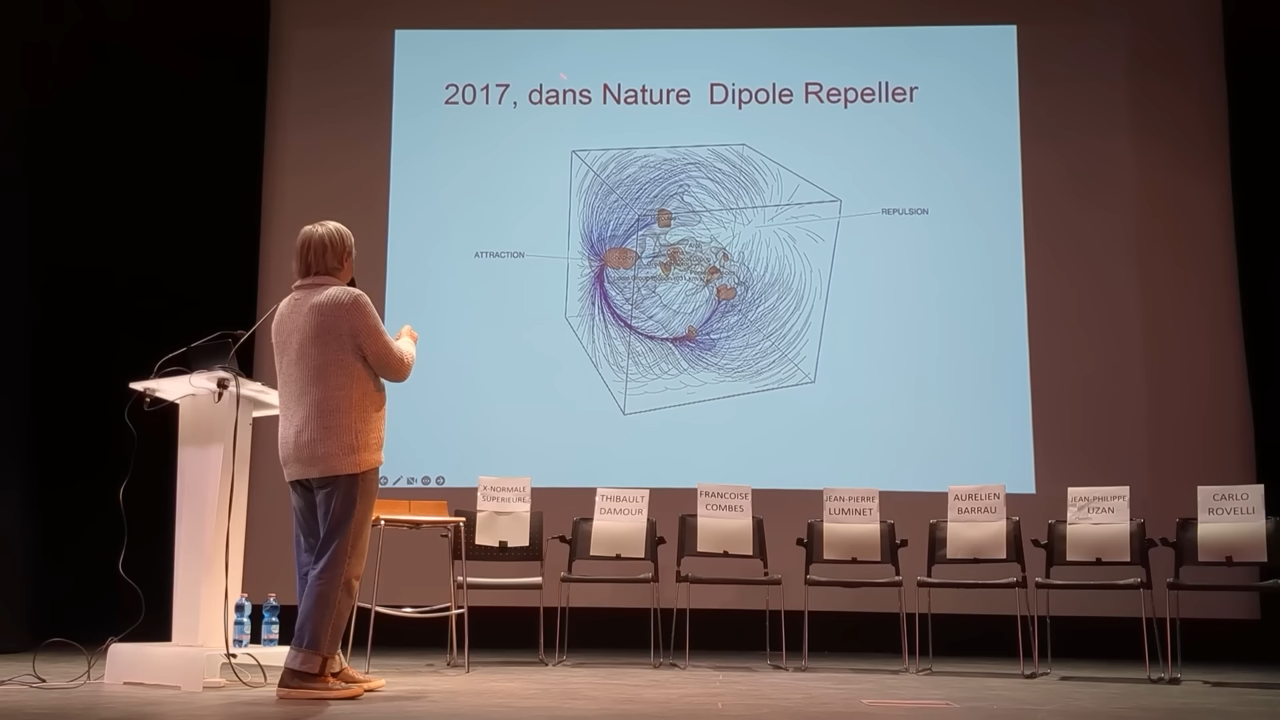 2017, dans Nature Dipole Repeller
REPULSION
ATTRACTION
X-NORMALE
SUPERIEURE
THIBAULT
DAMOUR
FRANCOISE
COMBES
JEAN-PIERRE
LUMINET
AURELIEN
BARRAU
JEAN-PHILIPPE
UZAN
CARLO
ROVELLI